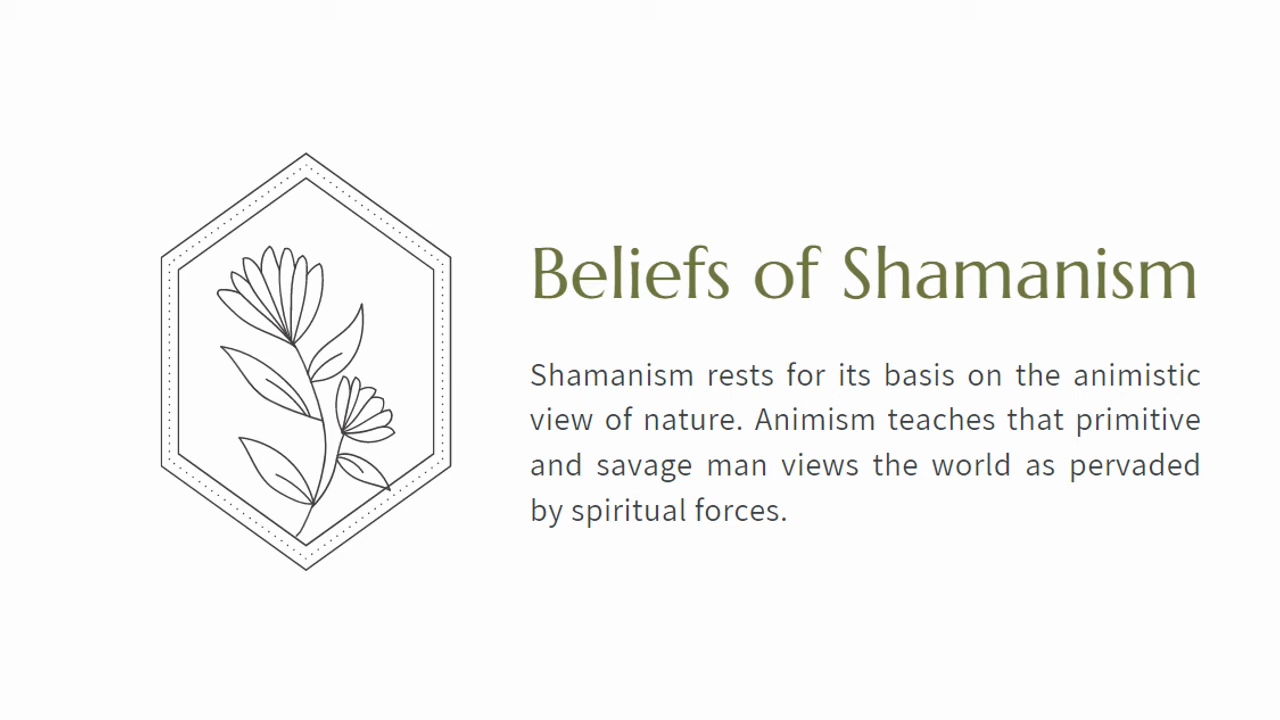 Beliefs of Shamanism
Shamanism rests for its basis on the animistic
view of nature. Animism teaches that primitive
and savage man views the world as pervaded
by spiritual forces.